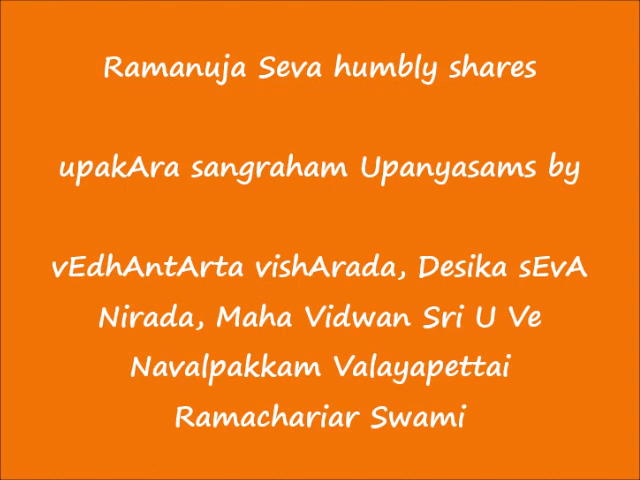 Ramanuja Seva humbly shares
upakAra sangraham Upanyasams by
vEdhAntArta vishArada, Desika sEvA
Nirada, Maha Vidwan Sri U Ve
Navalpakkam Valayapettai
Ramachariar Swami